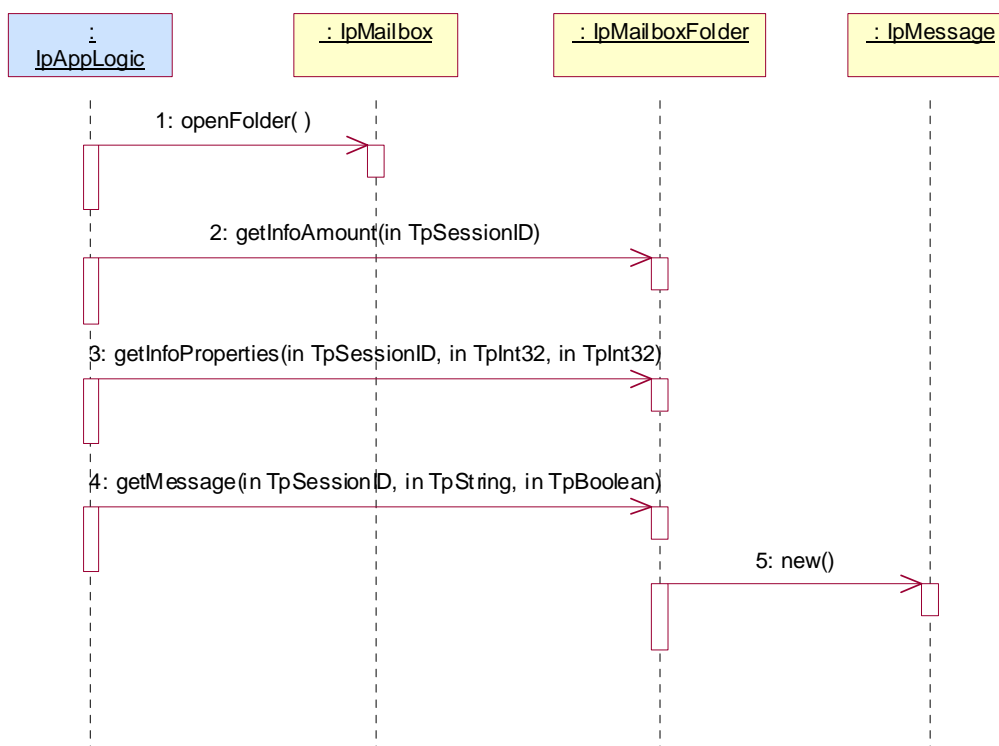 :
IpAppLogic
: IpMailbox
: IpMailboxFolder
: IpMessage
1: openFolder( )
2: getInfoAmount(in TpSessionID)
3: getInfoProperties(in TpSessionID, in TpInt32, in TpInt32)
4: getMessage(in TpSessionID, in TpString, in TpBoolean)
5: new()